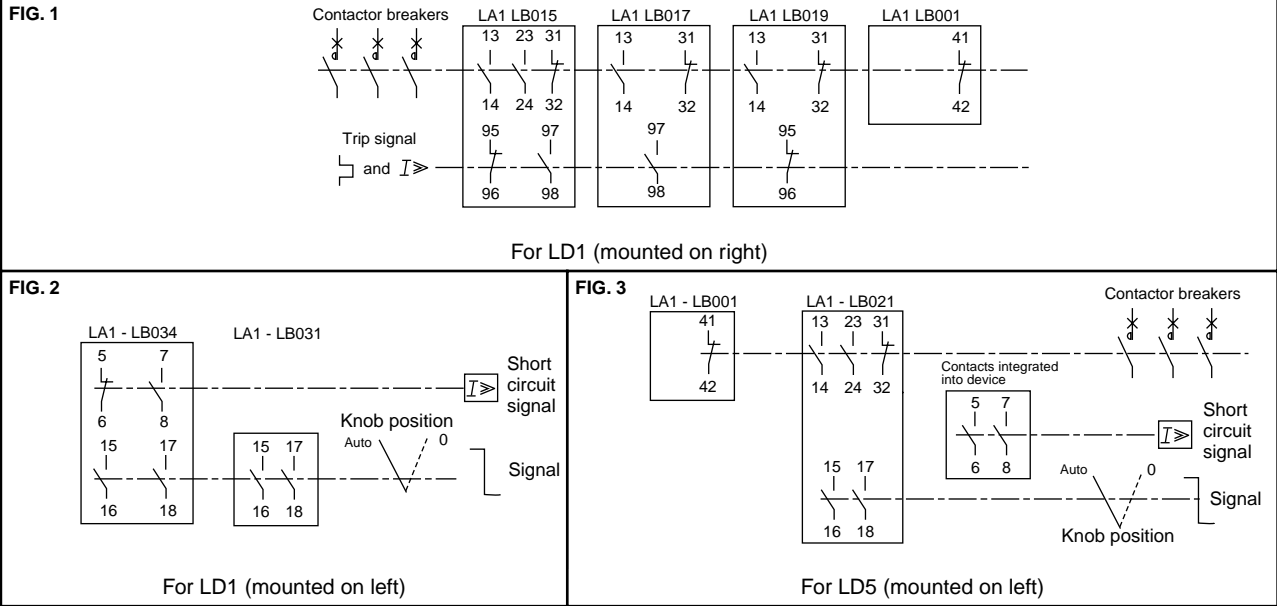 FIG. 1
Contactor breakers
LA1 LB015 LA1 LB017 LA1 LB019 LA1 LB001
13 23 31 13 31 13 31 41
14 24 32 14 32 14 32 42
Trip signal
95 97 97 95
and I
96 98 98 96
For LD1 (mounted on right)
FIG. 2
LA1 - LB034 LA1 - LB031
5 7
Short
circuit
signal
I
6 8
Knob position
Auto 0
15 17 15 17
Signal
16 18 16 18
For LD1 (mounted on left)
FIG. 3
LA1 - LB001 LA1 - LB021 Contactor breakers
41 13 23 31
42 14 24 32
Contacts integrated
into device
5 7
Short
circuit
signal
I
6 8
15 17
Auto 0
Signal
16 18
Knob position
For LD5 (mounted on left)